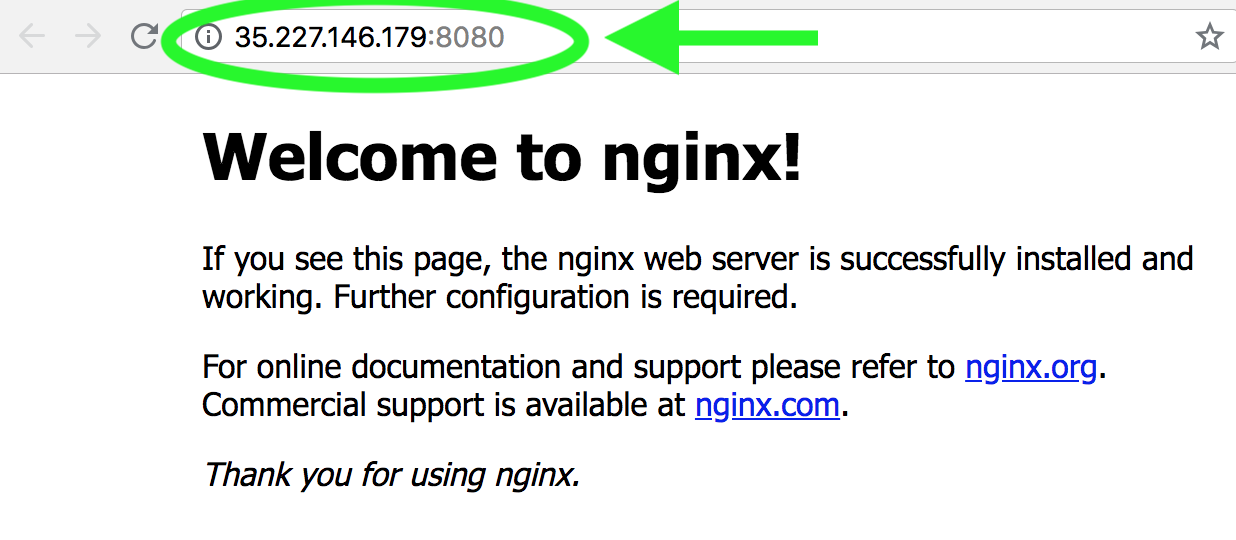 35.227.146.179:8080
Welcome to nginx!
If you see this page, the nginx web server is successfully installed and
working. Further configuration is required.
For online documentation and support please refer to nginx.org.
Commercial support is available at nginx.com.
Thank you for using nginx.